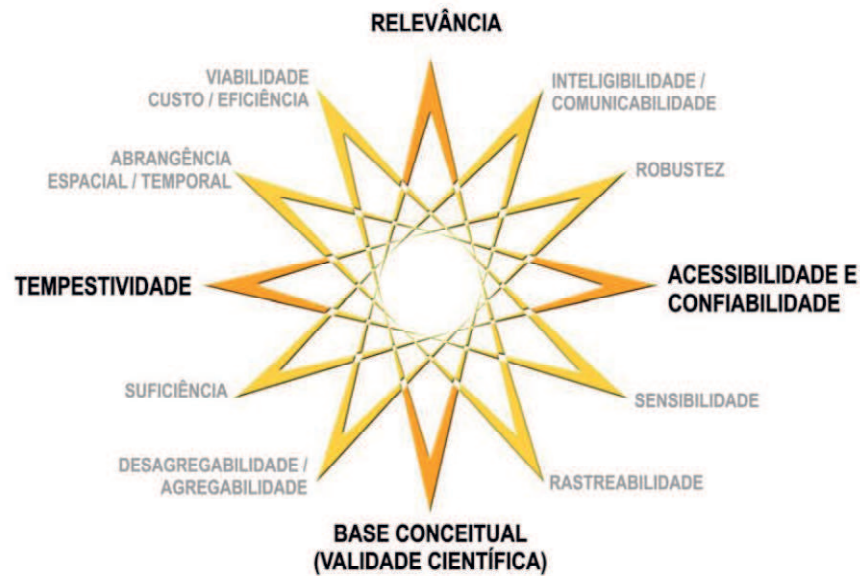 RELEVÂNCIA
VIABILIDADE
CUSTO / EFICIÊNCIA
INTELIGIBILIDADE /
COMUNICABILIDADE
ABRANGÊNCIA
ESPACIAL / TEMPORAL
ROBUSTEZ
TEMPESTIVIDADE
ACESSIBILIDADE E
CONFIABILIDADE
SUFICIÊNCIA
SENSIBILIDADE
DESAGREGABILIDADE /
AGREGABILIDADE
RASTREABILIDADE
BASE CONCEITUAL
(VALIDADE CIENTÍFICA)